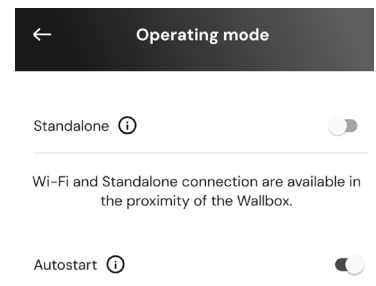 Operating mode
Standalone
Wi-Fi and Standalone connection are available in
the proximity of the Wallbox.
Autostart